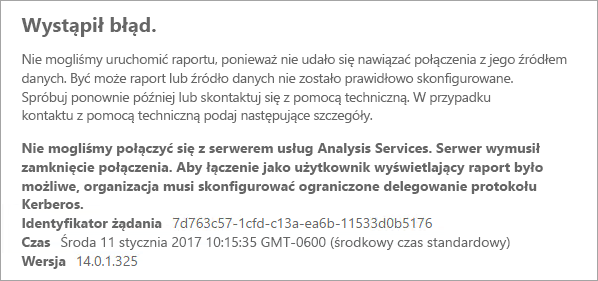 Wystąpił błąd.
Nie mogliśmy uruchomić raportu, ponieważ nie udało się nawiązać połączenia z jego źródłem
danych. Być może raport lub źródło danych nie zostało prawidłowo skonfigurowane.
Spróbuj ponownie później lub skontaktuj się z pomocą techniczną. W przypadku
kontaktu z pomocą techniczną podaj następujące szczegóły.
Nie mogliśmy połączyć się z serwerem usług Analysis Services. Serwer wymusił
zamknięcie połączenia. Aby łączenie jako użytkownik wyświetlający raport było
możliwe, organizacja musi skonfigurować ograniczone delegowanie protokołu
Kerberos.
Identyfikator żądania 7d763c57-1cfd-c13a-ea6b-11533d0b5176
Czas Środa 11 stycznia 2017 10:15:35 GMT-0600 (środkowy czas standardowy)
Wersja 14.0.1.325